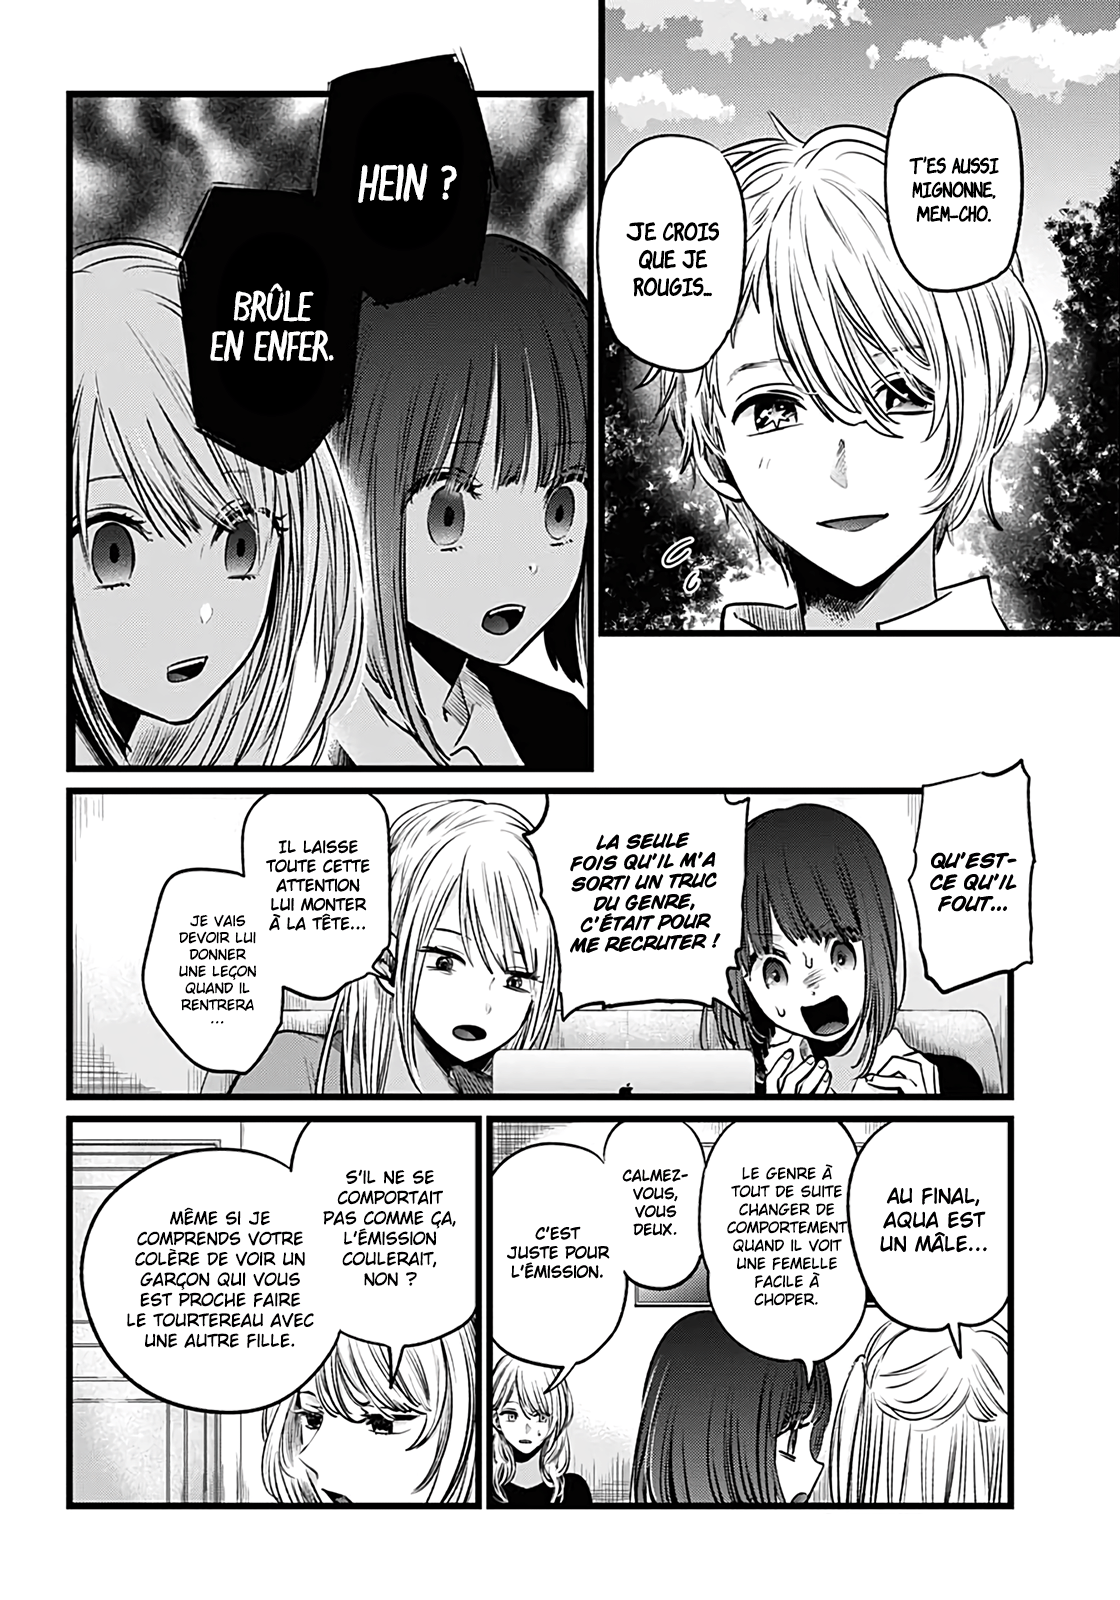 T'ES AUSSI
MIGNONNE,
MEM-CHO.
JE CROIS
QUE JE
ROUGIS...
HEIN ?
BRÛLE
EN ENFER.
QU'EST-
CE QU'IL
FOUT...
LA SEULE
FOIS QU'IL M'A
SORTI UN TRUC
DU GENRE,
C'ÉTAIT POUR
ME RECRUTER !
IL LAISSE
TOUTE CETTE
ATTENTION
LUI MONTER
À LA TÊTE...
JE VAIS
DEVOIR LUI
DONNER
UNE LEÇON
QUAND IL
RENTRERA
...
AU FINAL,
AQUA EST
UN MÂLE...
LE GENRE À
TOUT DE SUITE
CHANGER DE
COMPORTEMENT
QUAND IL VOIT
UNE FEMELLE
FACILE À
CHOPER.
CALMEZ-
VOUS,
VOUS
DEUX.
C'EST
JUSTE POUR
L'ÉMISSION.
S'IL NE SE
COMPORTAIT
PAS COMME ÇA,
L'ÉMISSION
COULERAIT,
NON ?
MÊME SI JE
COMPRENDS VOTRE
COLÈRE DE VOIR UN
GARÇON QUI VOUS
EST PROCHE FAIRE
LE TOURTEREAU AVEC
UNE AUTRE FILLE.